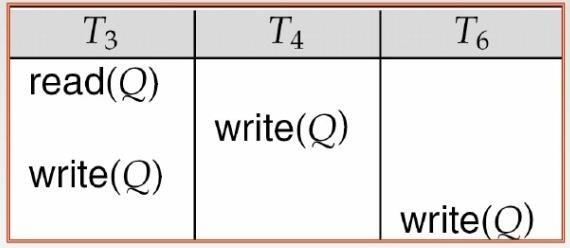 T3 T4 T6
read(Q)
write(Q)
write(Q)
write(Q)